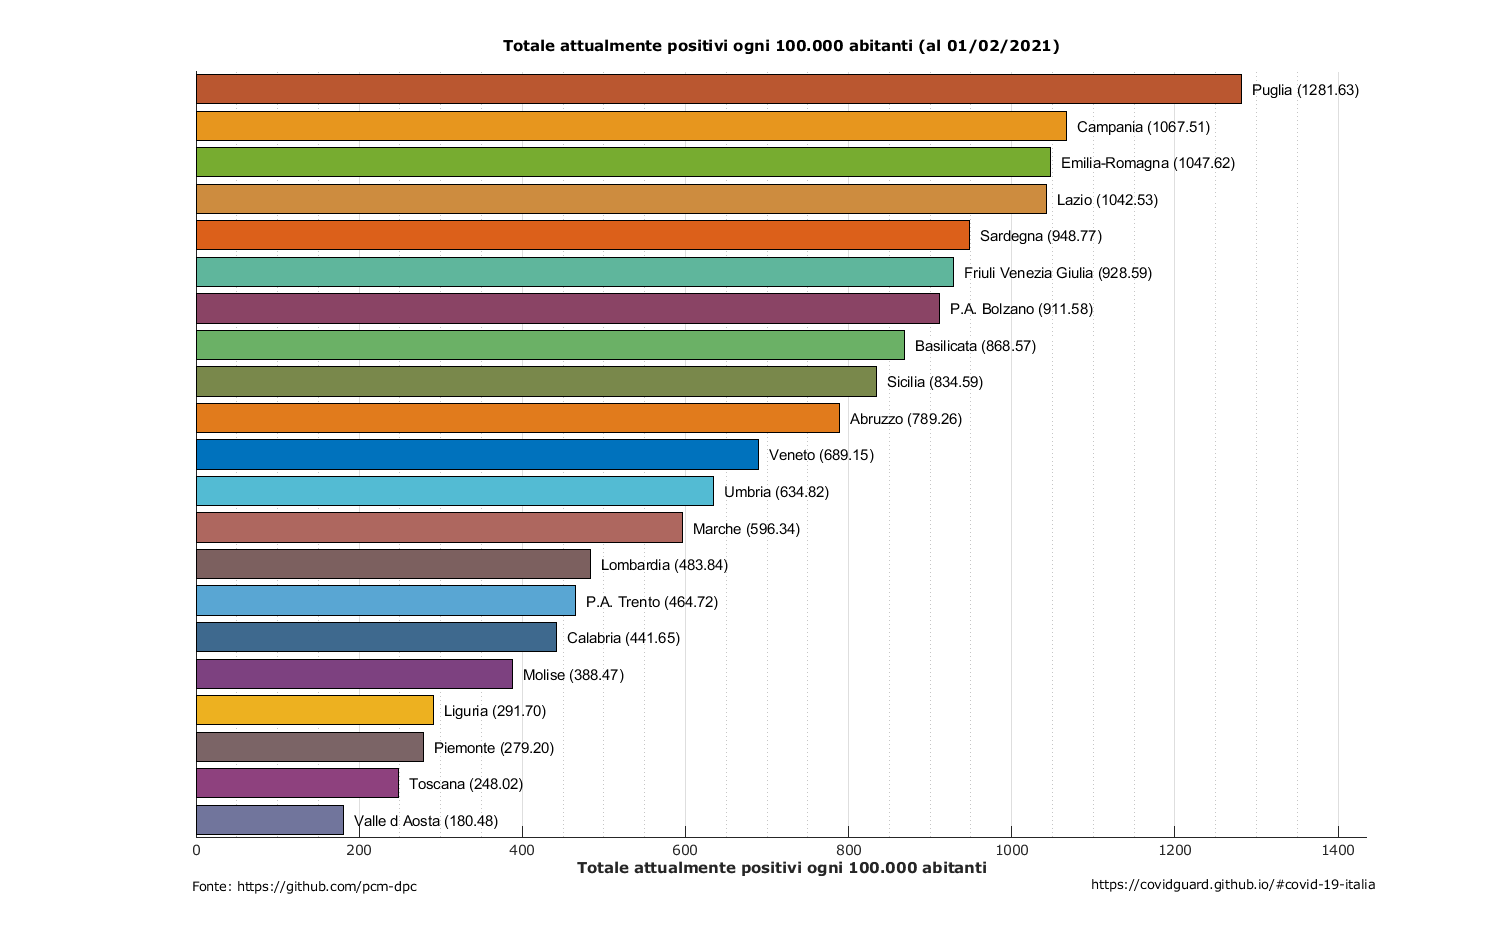 Totale attualmente positivi ogni 100.000 abitanti (al 01/02/2021)
Puglia (1281.63)
Campania (1067.51)
Emilia-Romagna (1047.62)
Lazio (1042.53)
Sardegna (948.77)
Friuli Venezia Giulia (928.59)
P.A. Bolzano (911.58)
Basilicata (868.57)
Sicilia (834.59)
Abruzzo (789.26)
Veneto (689.15)
Umbria (634.82)
Marche (596.34)
Lombardia (483.84)
P.A. Trento (464.72)
Calabria (441.65)
Molise (388.47)
Liguria (291.70)
Piemonte (279.20)
Toscana (248.02)
Valle d Aosta (180.48)
0 200 400 600 800 1000 1200 1400
Totale attualmente positivi ogni 100.000 abitanti
Fonte: https://github.com/pcm-dpc
https://covidguard.github.io/#covid-19-italia